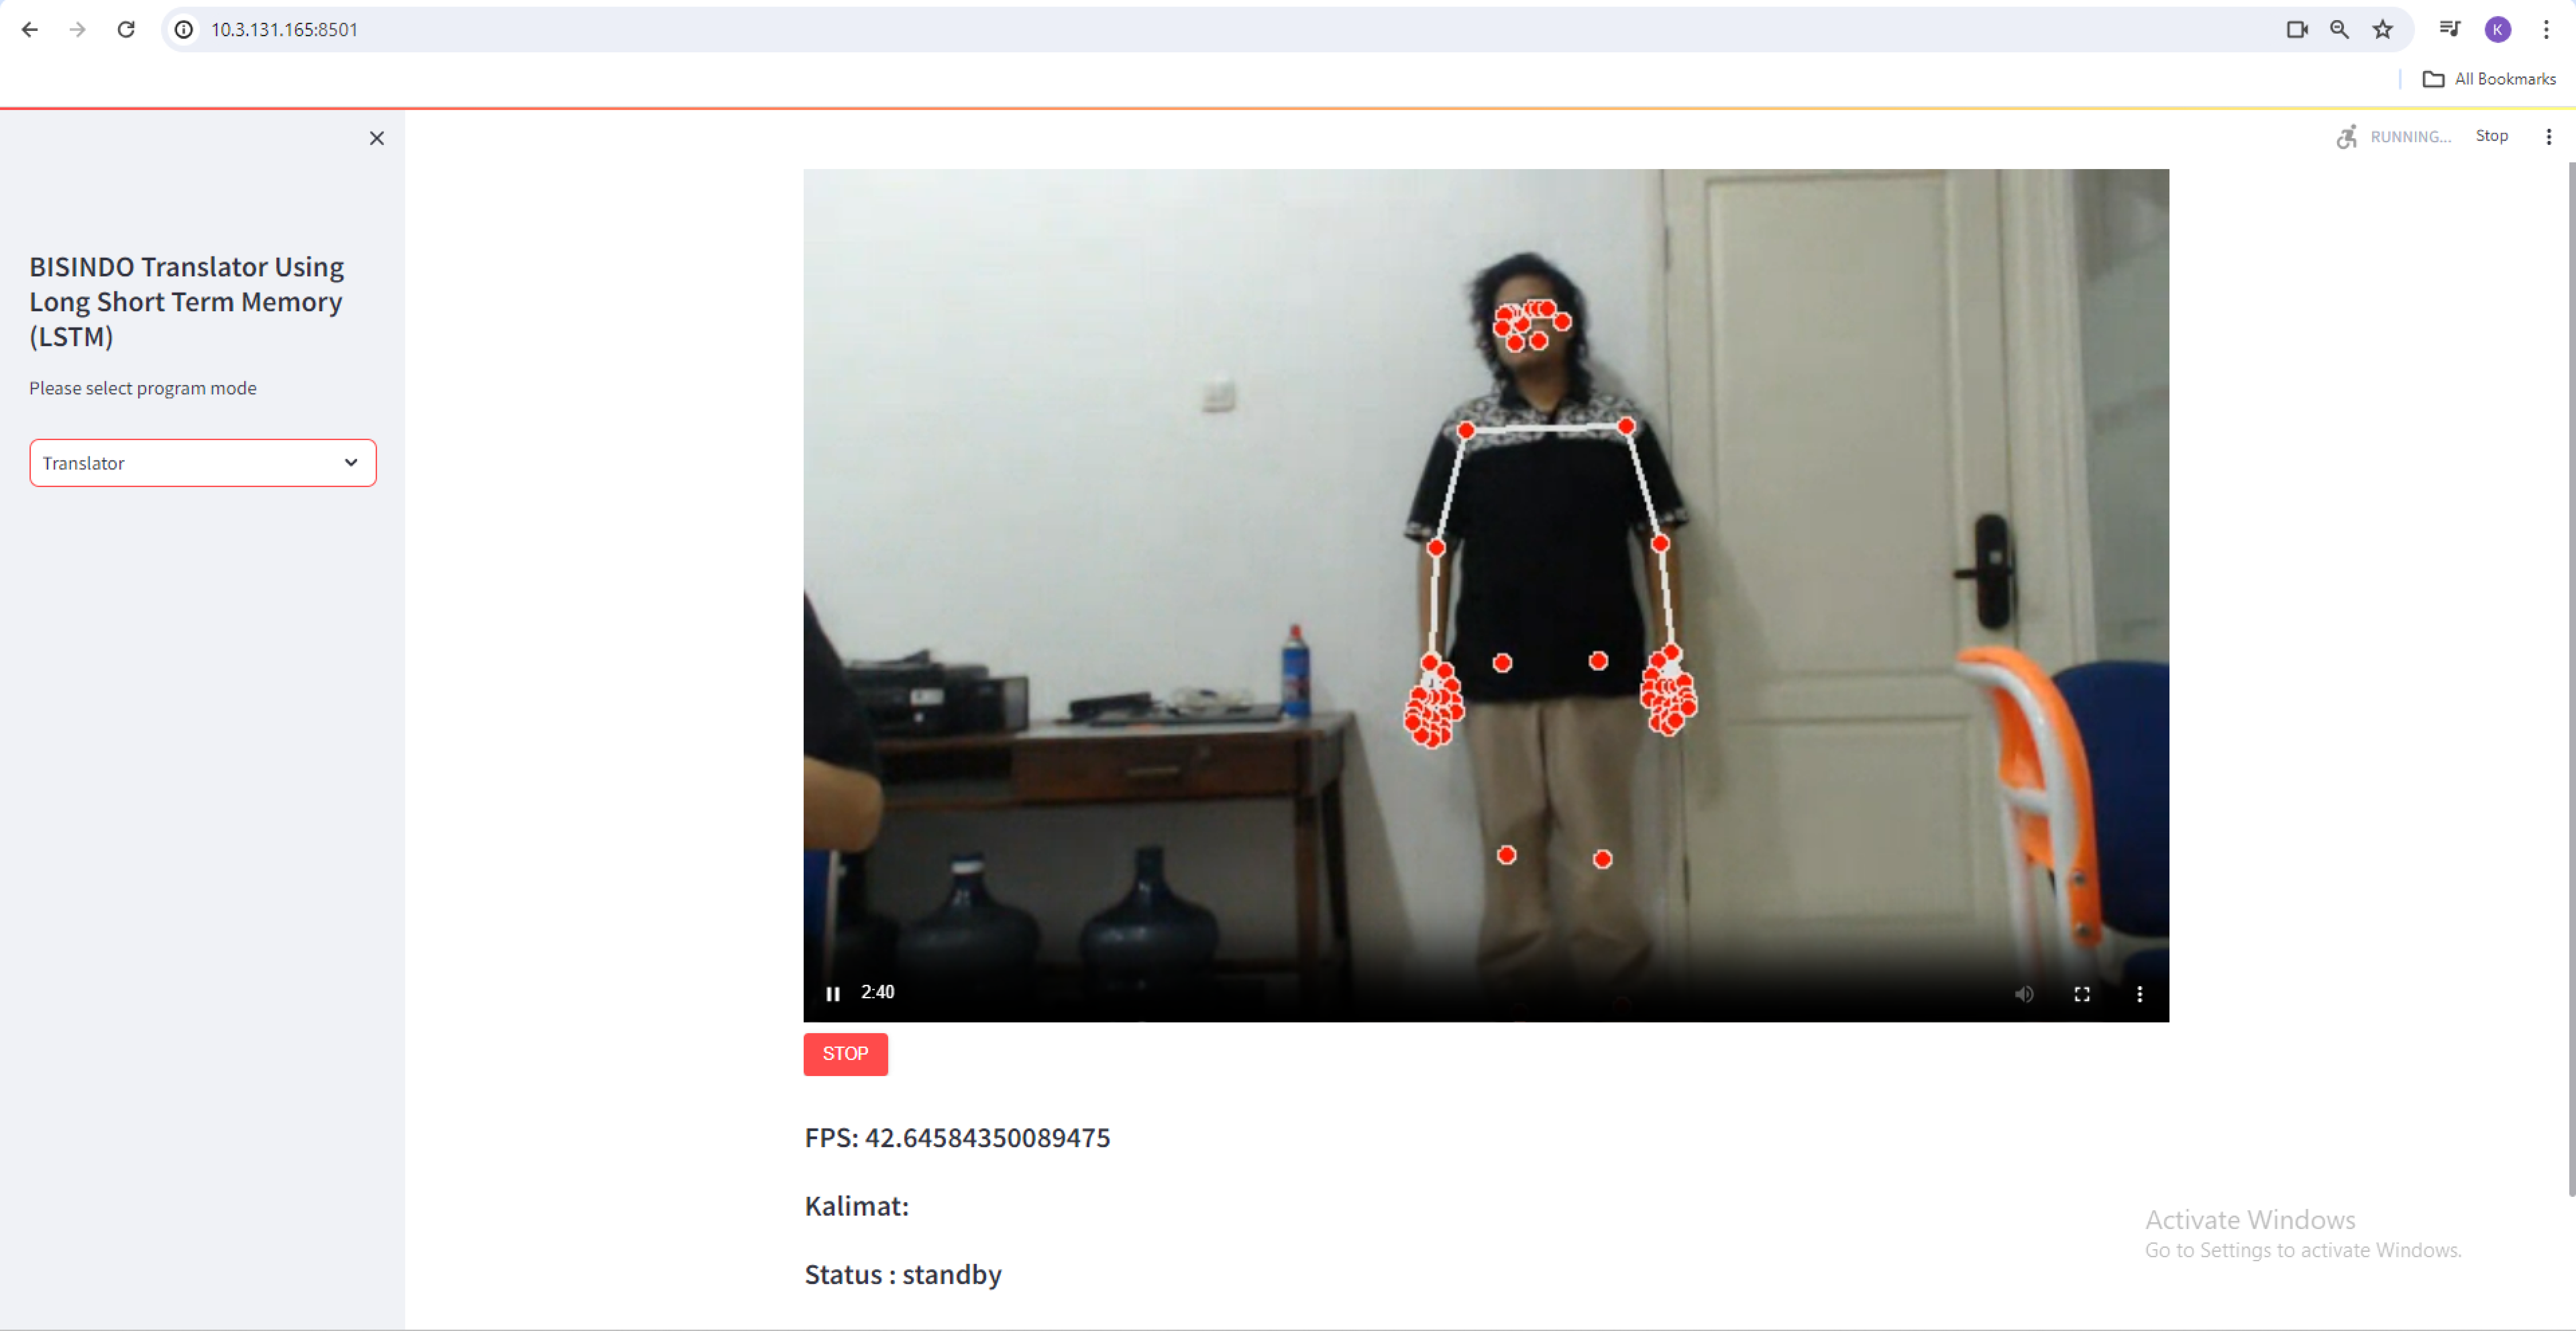 10.3.131.165:8501
K
All Bookmarks
RUNNING...
Stop
BISINDO Translator Using
Long Short Term Memory
(LSTM)
Please select program mode
Translator
2:40
STOP
FPS: 42.64584350089475
Kalimat:
Status : standby
Activate Windows
Go to Settings to activate Windows.